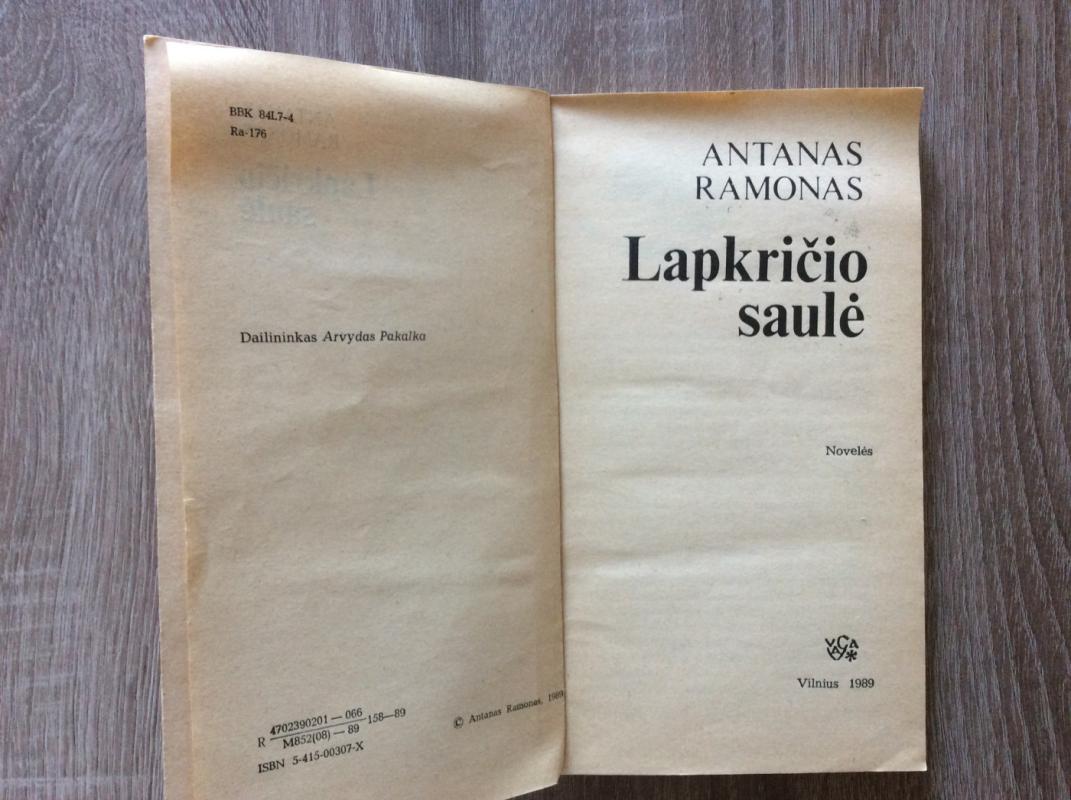 BBK 84L7-4
Ra-176
Dailininkas Arvydas Pakalka
R 4702390201 — 066 158—89
M852(08) — 89
ISBN 5-415-00307-X
© Antanas Ramonas, 1989
ANTANAS
RAMONAS
Lapkričio
saulė
Novelės
VAGA
Vilnius 1989